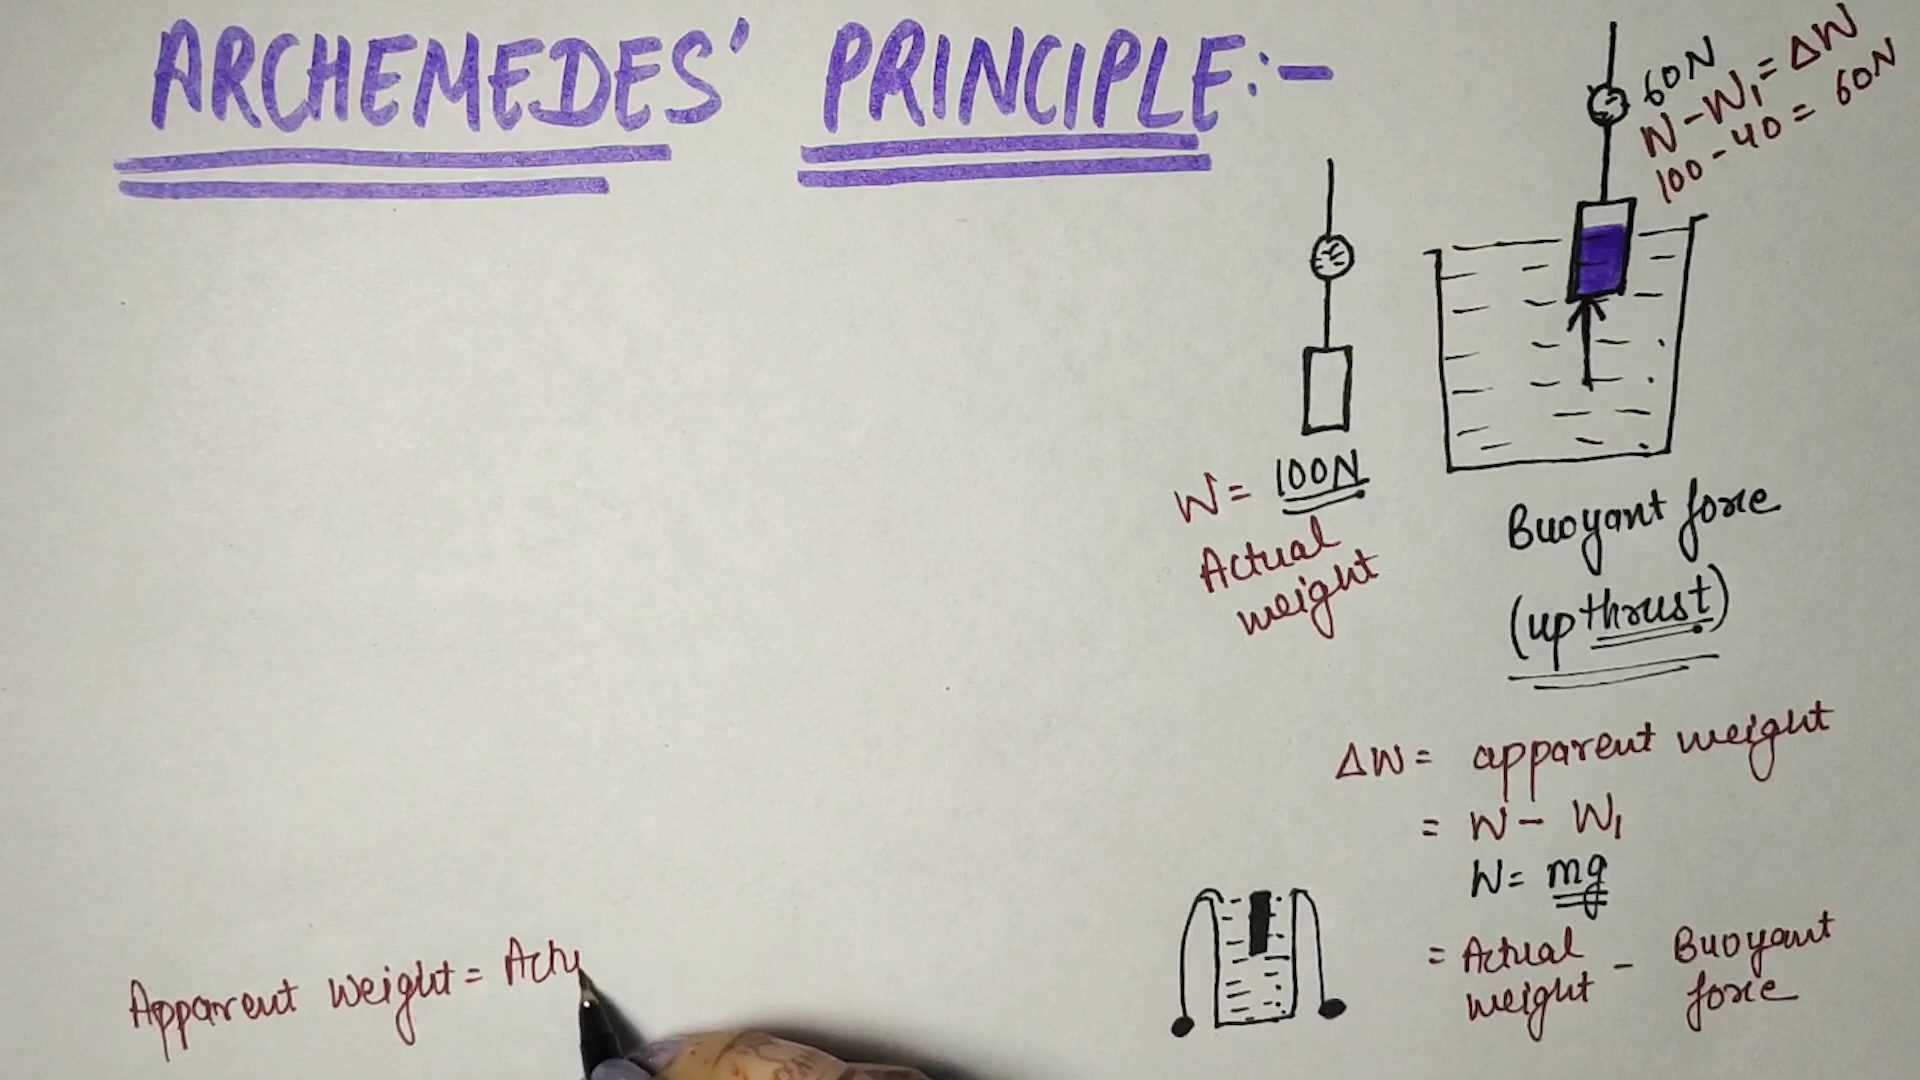 ARCHEMEDES' PRINCIPLE:-
60N
W-W₁ = ΔW
100-40 = 60N
W= 100N
Actual
weight
Buoyant force
(upthrust)
ΔW= apparent weight
= W- W₁
W= mg
= Actual weight - Buoyant force
Apparent weight = Actu